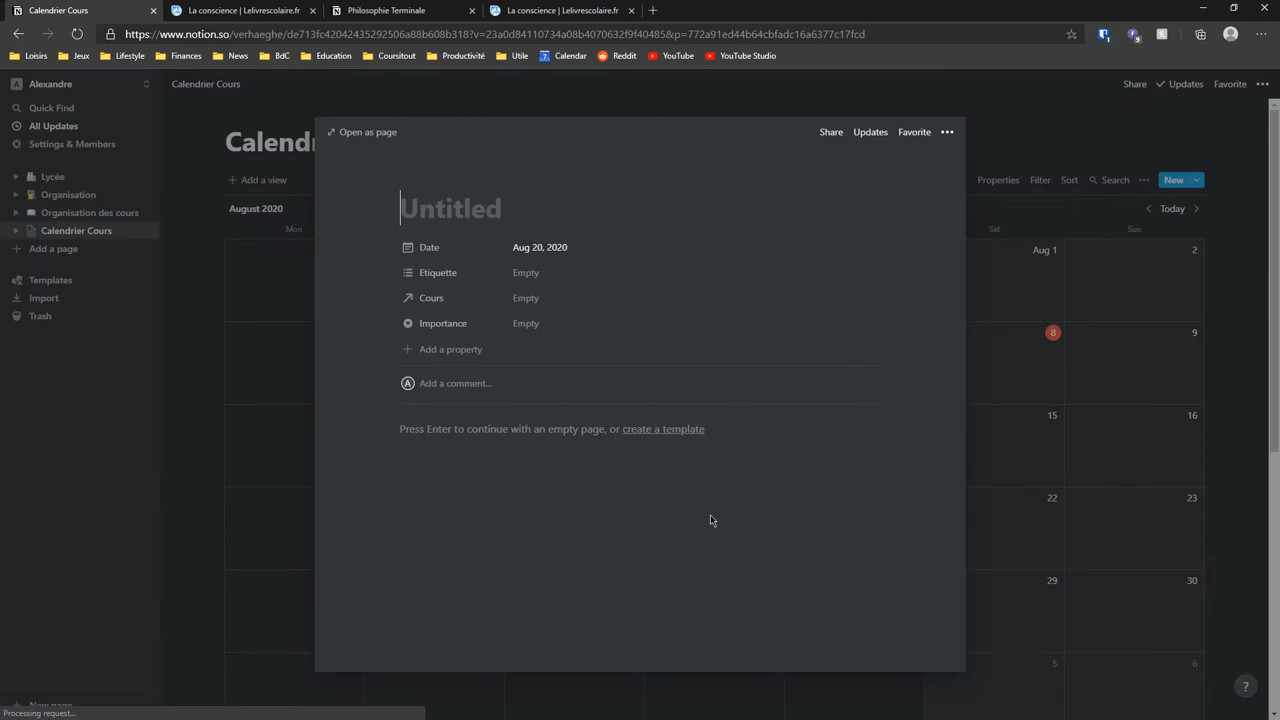 Calendrier Cours
La conscience | Lelivrescolaire.fr
Philosophie Terminale
La conscience | Lelivrescolaire.fr
https://www.notion.so/verhaeghe/de713fc42042435292506a88b608b318?v=23a0d84110734a08b4070632f9f40485&p=772a91ed44b64cbfadc16a6377c17fcd
Loisirs
Jeux
Lifestyle
Finances
News
BdC
Education
Coursitout
Productivité
Utile
Calendar
Reddit
YouTube
YouTube Studio
A Alexandre
Calendrier Cours
Share
Updates
Favorite
Quick Find
All Updates
Settings & Members
Lycée
Organisation
Organisation des cours
Calendrier Cours
Add a page
Templates
Import
Trash
Calend
Add a view
Properties
Filter
Sort
Search
New
August 2020
Today
Mon
Sat
Sun
Aug 1
2
8
9
15
16
22
23
29
30
5
6
Open as page
Share
Updates
Favorite
Untitled
Date Aug 20, 2020
Etiquette Empty
Cours Empty
Importance Empty
Add a property
A Add a comment...
Press Enter to continue with an empty page, or create a template
New page
?
Processing request...